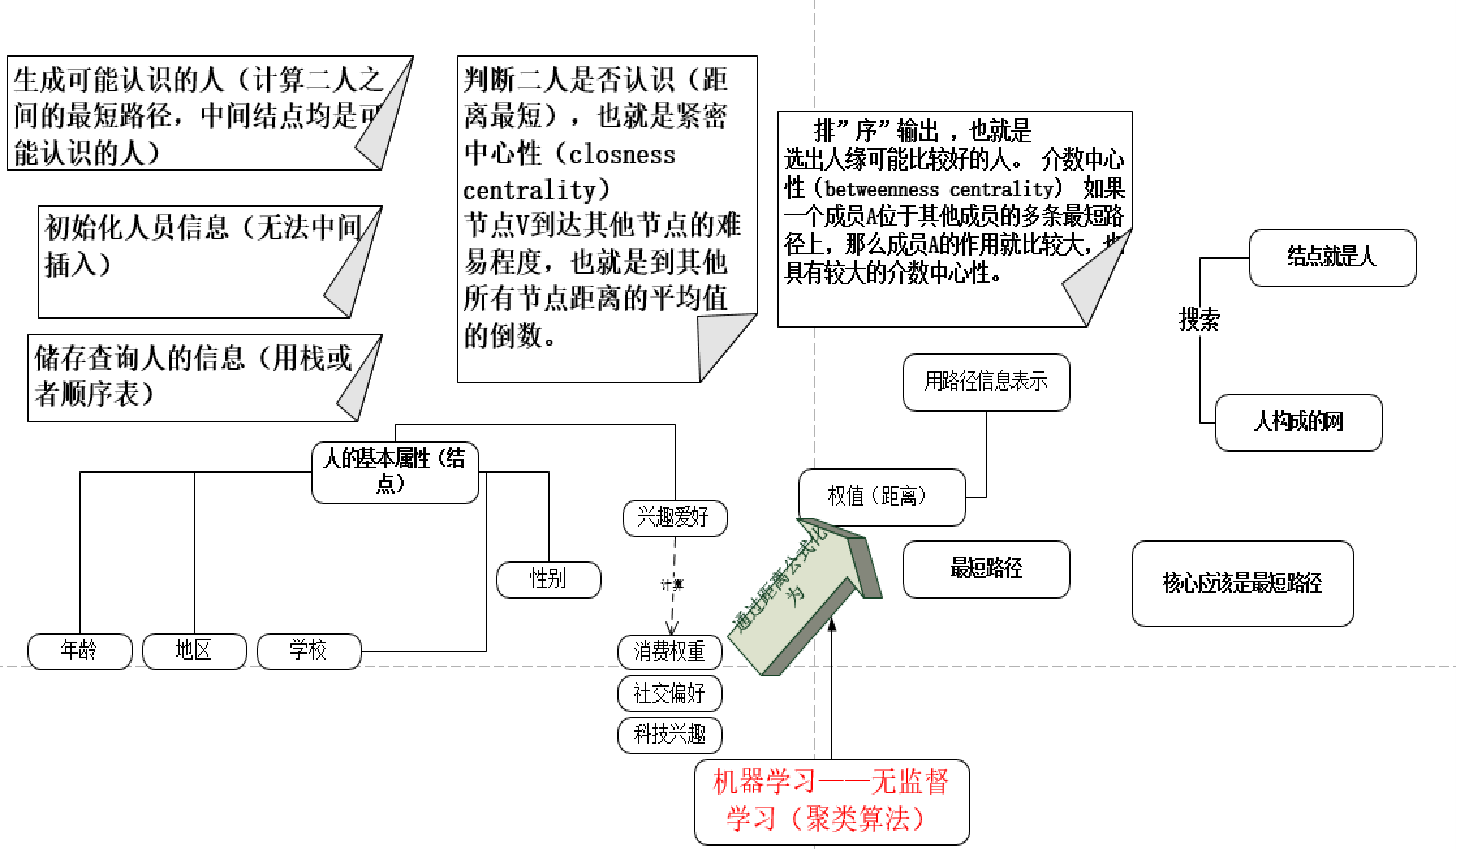 生成可能认识的人（计算二人之
间的最短路径，中间结点均是可
能认识的人）
初始化人员信息（无法中间
插入）
储存查询人的信息（用栈或
者顺序表）
判断二人是否认识（距
离最短），也就是紧密
中心性（closness
centrality）
节点V到达其他节点的难
易程度，也就是到其他
所有节点距离的平均值
的倒数。
排”序”输出 ，也就是
选出人缘可能比较好的人。 介数中心
性（betweenness centrality） 如果
一个成员A位于其他成员的多条最短路
径上，那么成员A的作用就比较大，也
具有较大的介数中心性。
结点就是人
搜索
人构成的网
用路径信息表示
权值（距离）
最短路径
核心应该是最短路径
通过距离公式化
为
人的基本属性（结
点）
兴趣爱好
性别
计算
年龄
地区
学校
消费权重
社交偏好
科技兴趣
机器学习——无监督
学习（聚类算法）